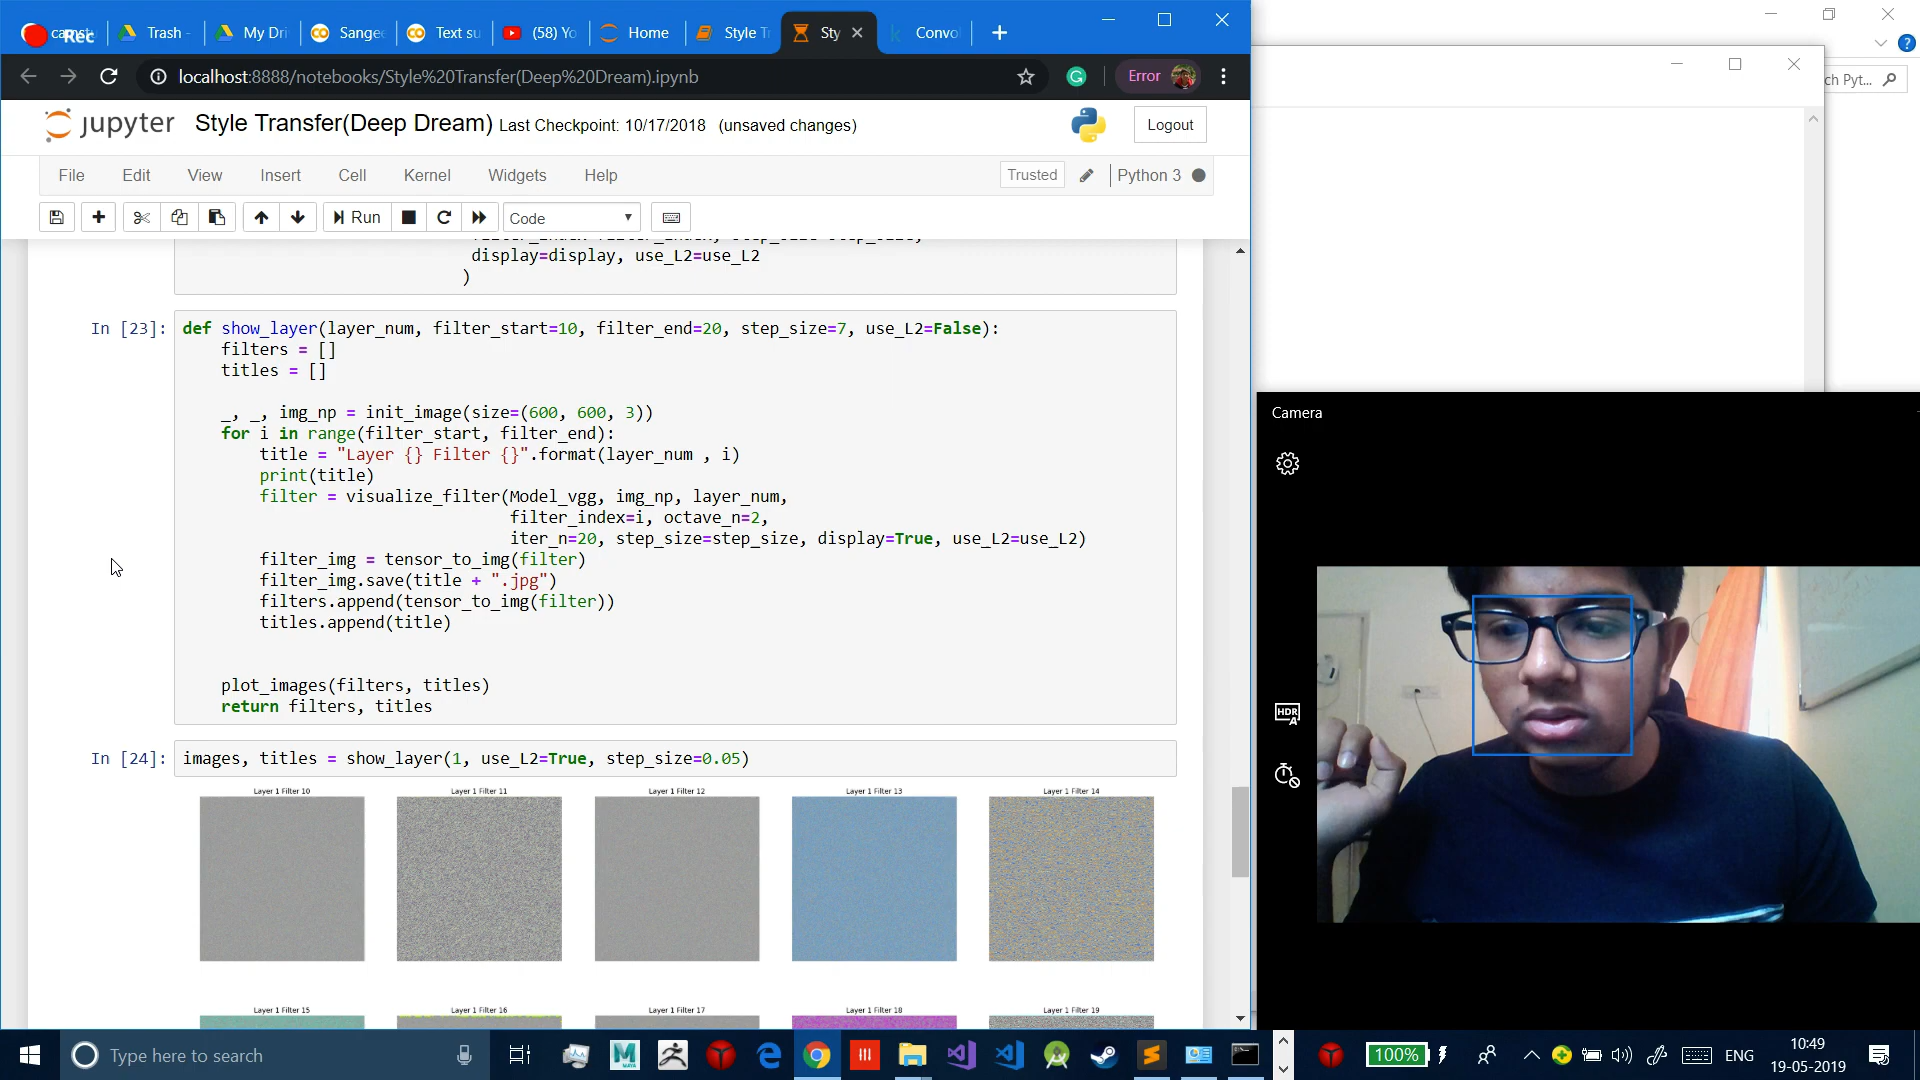 Rec
Trash -
My Dri
Sange
Text su
(58) Yo
Home
Style T
Sty
Convo
localhost:8888/notebooks/Style%20Transfer(Deep%20Dream).ipynb
Error
ch Pyt...
jupyter
Style Transfer(Deep Dream) Last Checkpoint: 10/17/2018 (unsaved changes)
Logout
File Edit View Insert Cell Kernel Widgets Help
Trusted
Python 3
Run
Code
display=display, use_L2=use_L2
)
In [23]:
def show_layer(layer_num, filter_start=10, filter_end=20, step_size=7, use_L2=False):
filters = []
titles = []
_, _, img_np = init_image(size=(600, 600, 3))
for i in range(filter_start, filter_end):
title = "Layer {} Filter {}".format(layer_num , i)
print(title)
filter = visualize_filter(Model_vgg, img_np, layer_num,
filter_index=i, octave_n=2,
iter_n=20, step_size=step_size, display=True, use_L2=use_L2)
filter_img = tensor_to_img(filter)
filter_img.save(title + ".jpg")
filters.append(tensor_to_img(filter))
titles.append(title)
plot_images(filters, titles)
return filters, titles
In [24]:
images, titles = show_layer(1, use_L2=True, step_size=0.05)
Layer 1 Filter 10
Layer 1 Filter 11
Layer 1 Filter 12
Layer 1 Filter 13
Layer 1 Filter 14
Layer 1 Filter 15
Layer 1 Filter 16
Layer 1 Filter 17
Layer 1 Filter 18
Layer 1 Filter 19
Camera
HDR
A
Type here to search
MAYA
100%
ENG
10:49
19-05-2019